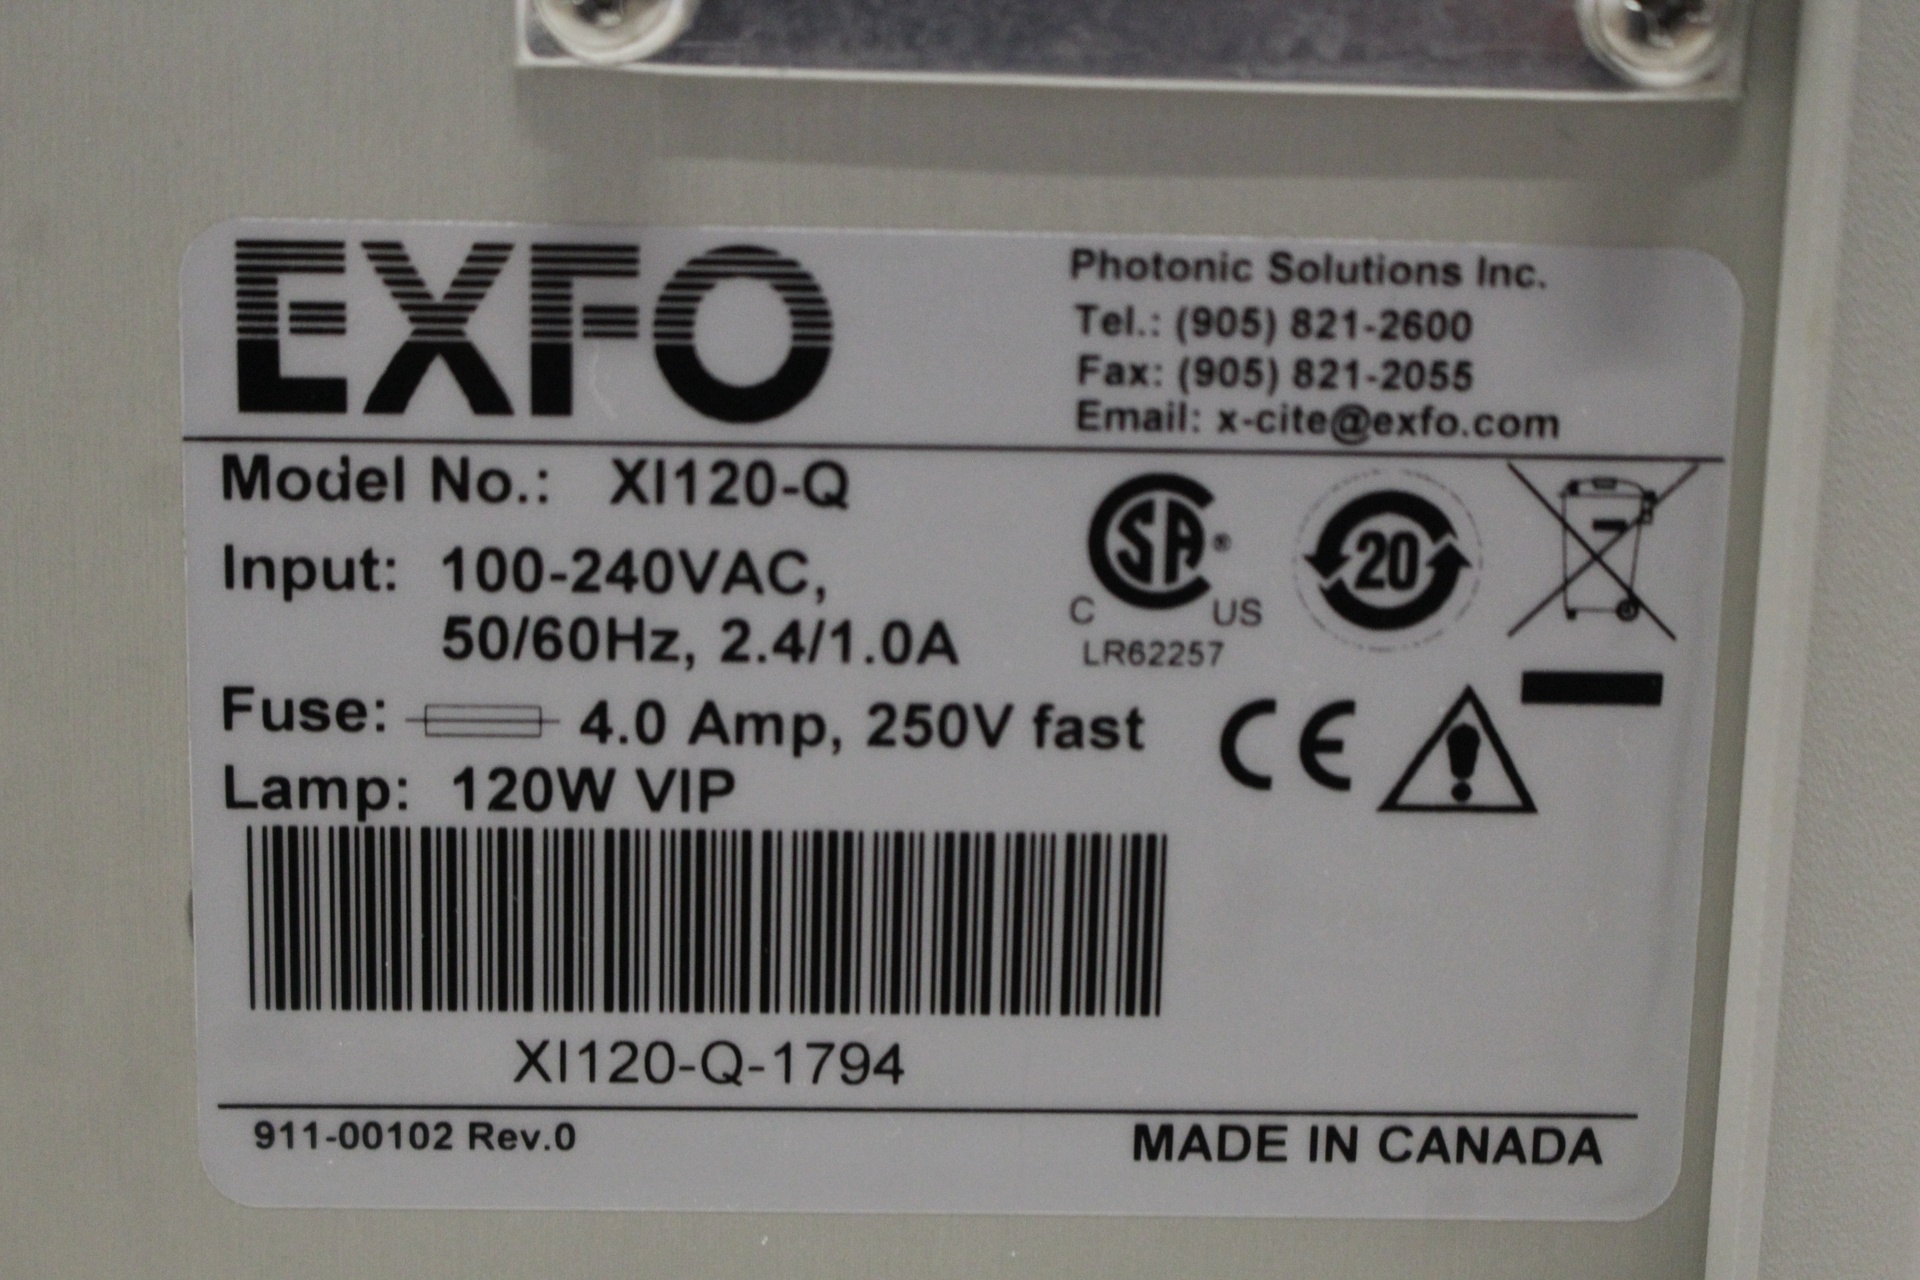 EXFO
Photonic Solutions Inc.
Tel.: (905) 821-2600
Fax: (905) 821-2055
Email: x-cite@exfo.com
Model No.: XI120-Q
Input: 100-240VAC,
50/60Hz, 2.4/1.0A
Fuse: 4.0 Amp, 250V fast
Lamp: 120W VIP
SA ®
C US
LR62257
20
CE
XI120-Q-1794
911-00102 Rev.0
MADE IN CANADA